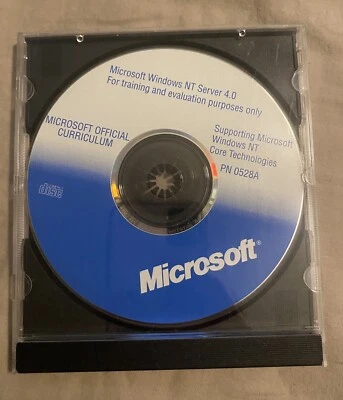 Microsoft Windows NT Server 4.0
For training and evaluation purposes only
MICROSOFT OFFICIAL
CURRICULUM
Supporting Microsoft
Windows NT
Core Technologies
PN 0528A
disc
Microsoft®